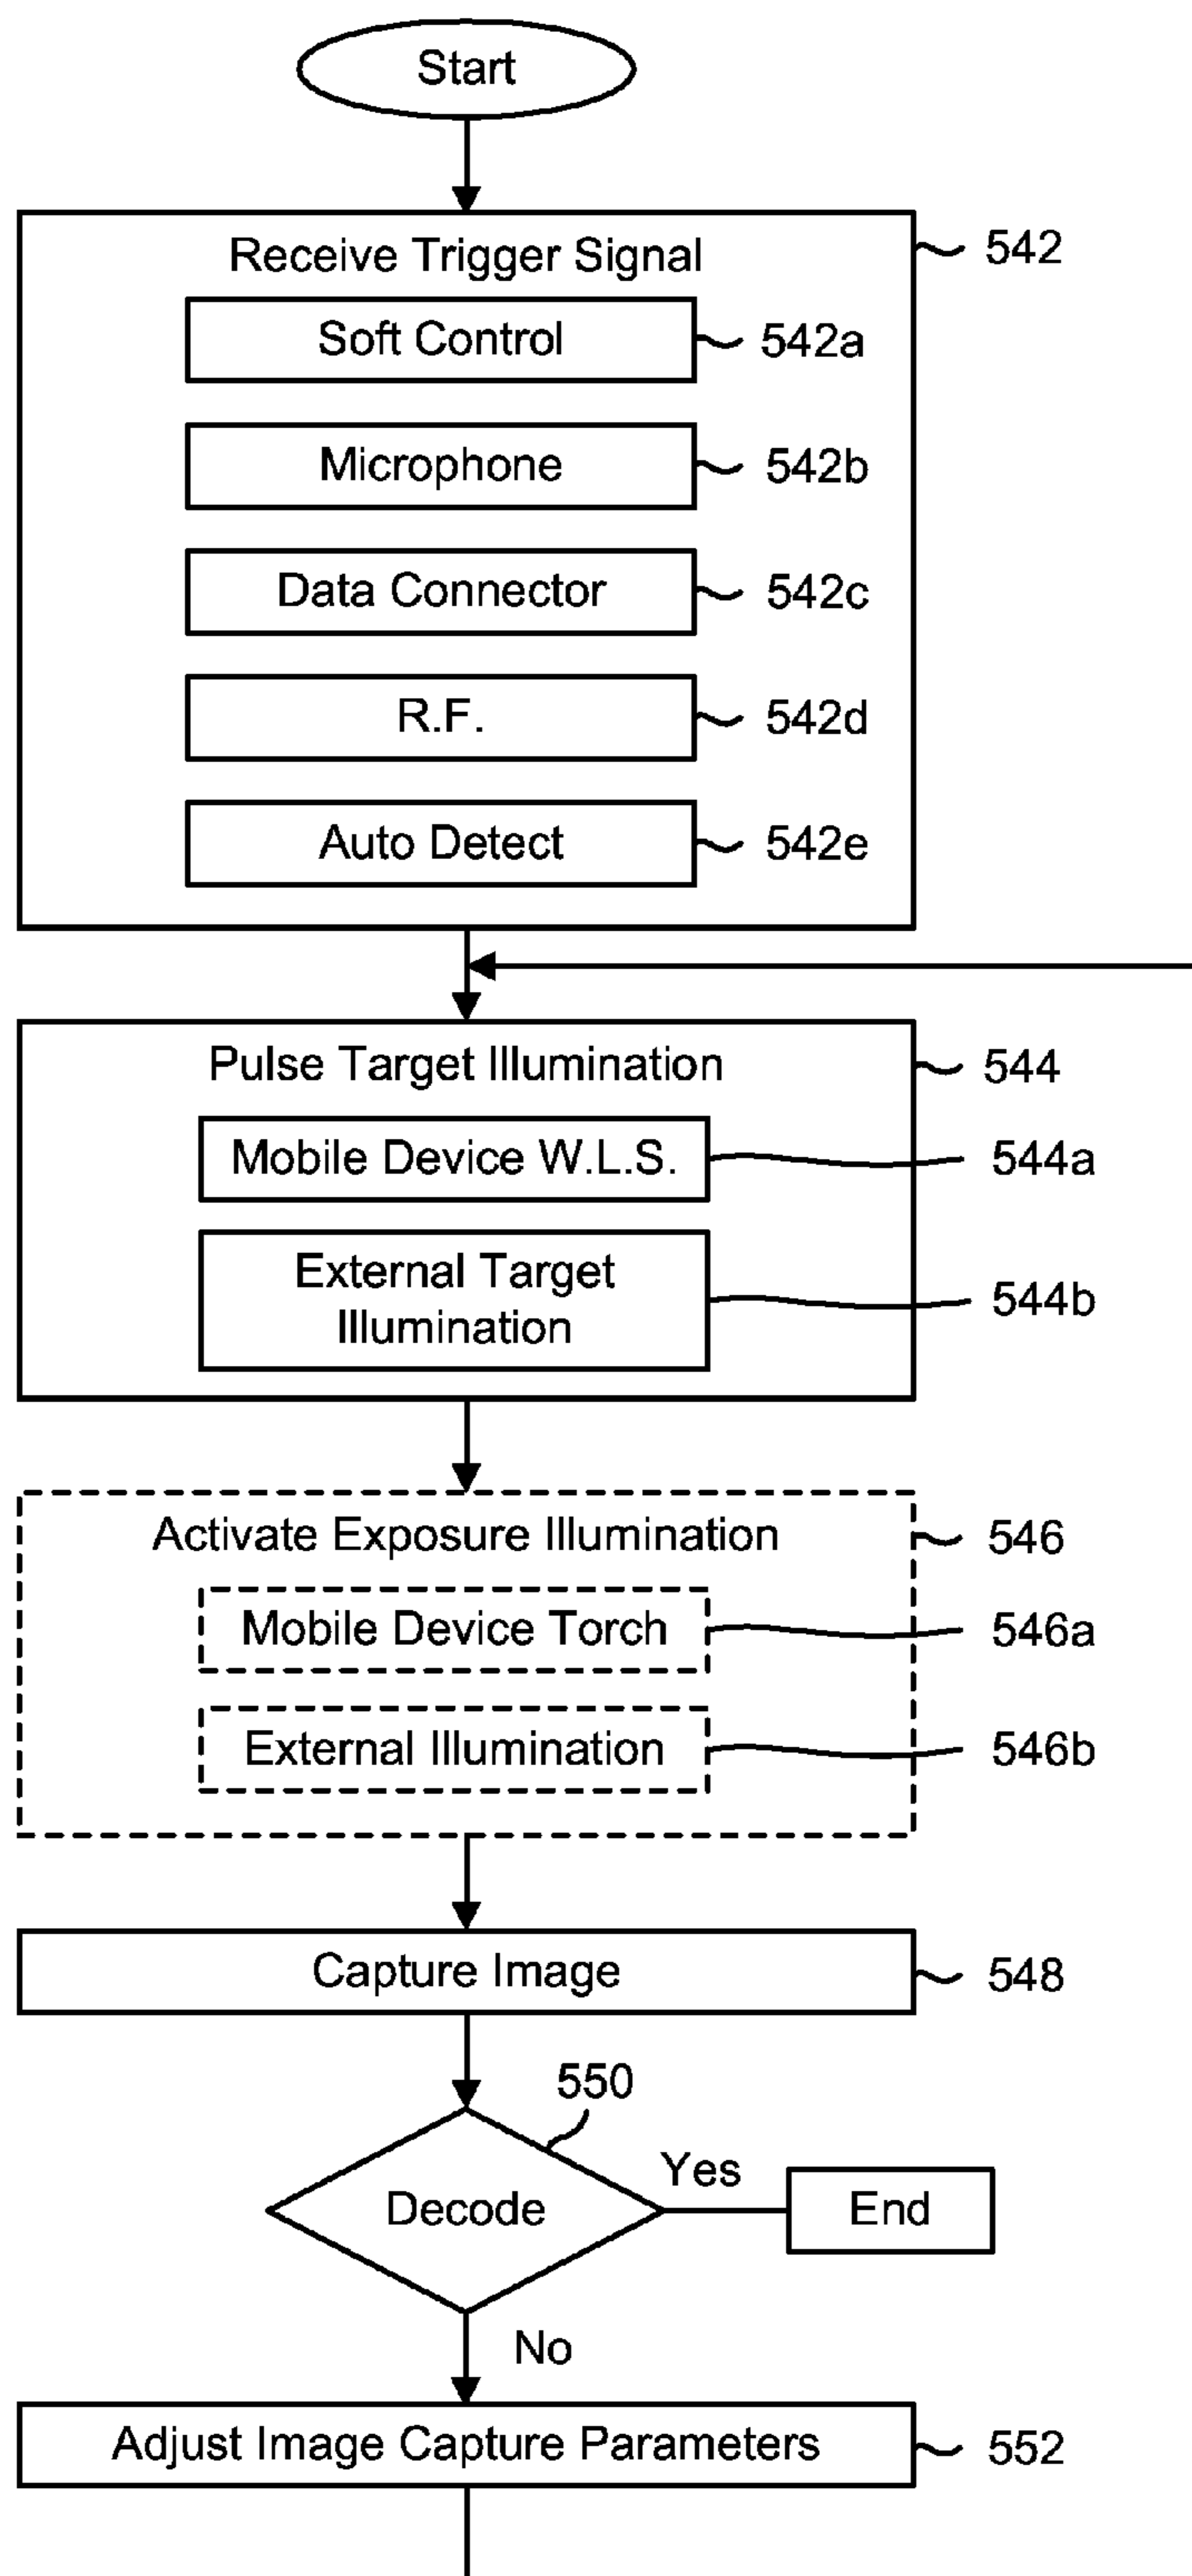 Start
Receive Trigger Signal
542
Soft Control
542a
Microphone
542b
Data Connector
542c
R.F.
542d
Auto Detect
542e
Pulse Target Illumination
544
Mobile Device W.L.S.
544a
External Target
Illumination
544b
Activate Exposure Illumination
546
Mobile Device Torch
546a
External Illumination
546b
Capture Image
548
550
Decode
Yes
End
No
Adjust Image Capture Parameters
552